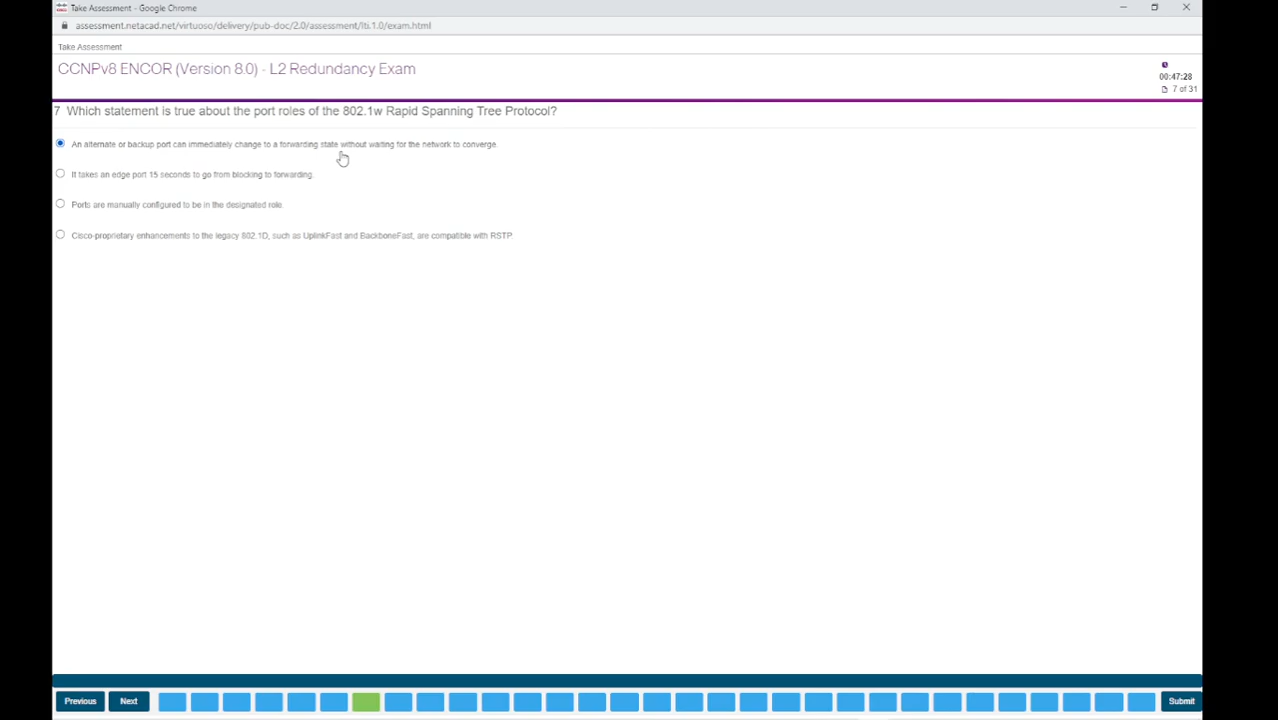 Take Assessment - Google Chrome
assessment.netacad.net/virtuoso/delivery/pub-doc/2.0/assessment/lti.1.0/exam.html
Take Assessment
CCNPv8 ENCOR (Version 8.0) - L2 Redundancy Exam
00:47:28
7 of 31
7 Which statement is true about the port roles of the 802.1w Rapid Spanning Tree Protocol?
An alternate or backup port can immediately change to a forwarding state without waiting for the network to converge.
It takes an edge port 15 seconds to go from blocking to forwarding.
Ports are manually configured to be in the designated role.
Cisco-proprietary enhancements to the legacy 802.1D, such as UplinkFast and BackboneFast, are compatible with RSTP.
Previous Next Submit